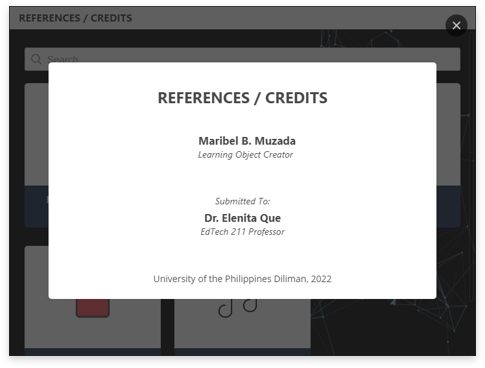 REFERENCES / CREDITS
Search
REFERENCES / CREDITS
Maribel B. Muzada
Learning Object Creator
Submitted To:
Dr. Elenita Que
EdTech 211 Professor
University of the Philippines Diliman, 2022